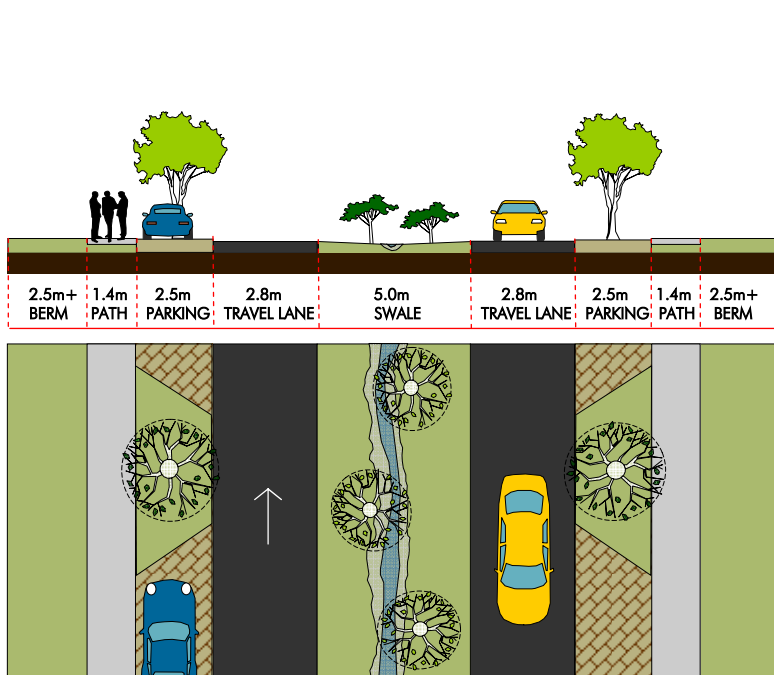 2.5m+ 1.4m 2.5m 2.8m 5.0m 2.8m 2.5m 1.4m 2.5m+
BERM PATH PARKING TRAVEL LANE SWALE TRAVEL LANE PARKING PATH BERM